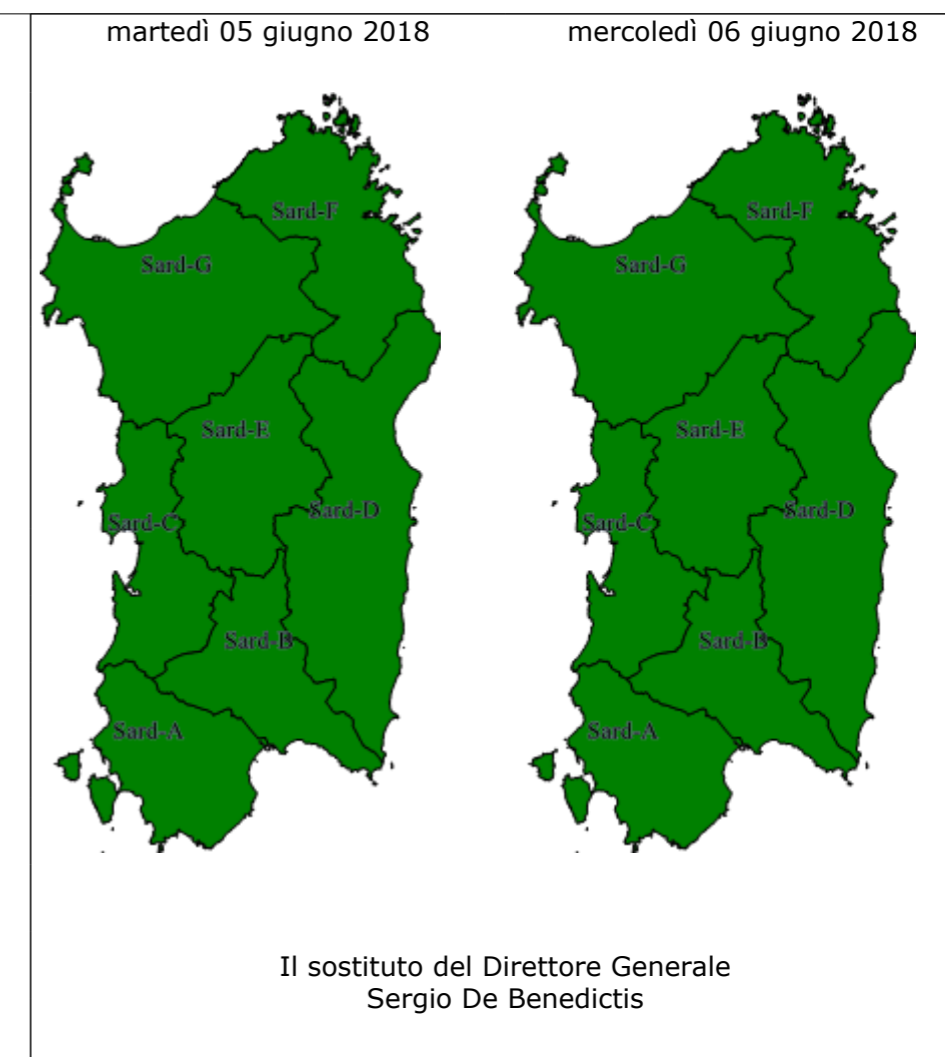 martedì 05 giugno 2018
mercoledì 06 giugno 2018
Sard-F
Sard-G
Sard-E
Sard-D
Sard-C
Sard-B
Sard-A
Sard-F
Sard-G
Sard-E
Sard-D
Sard-C
Sard-B
Sard-A
Il sostituto del Direttore Generale
Sergio De Benedictis